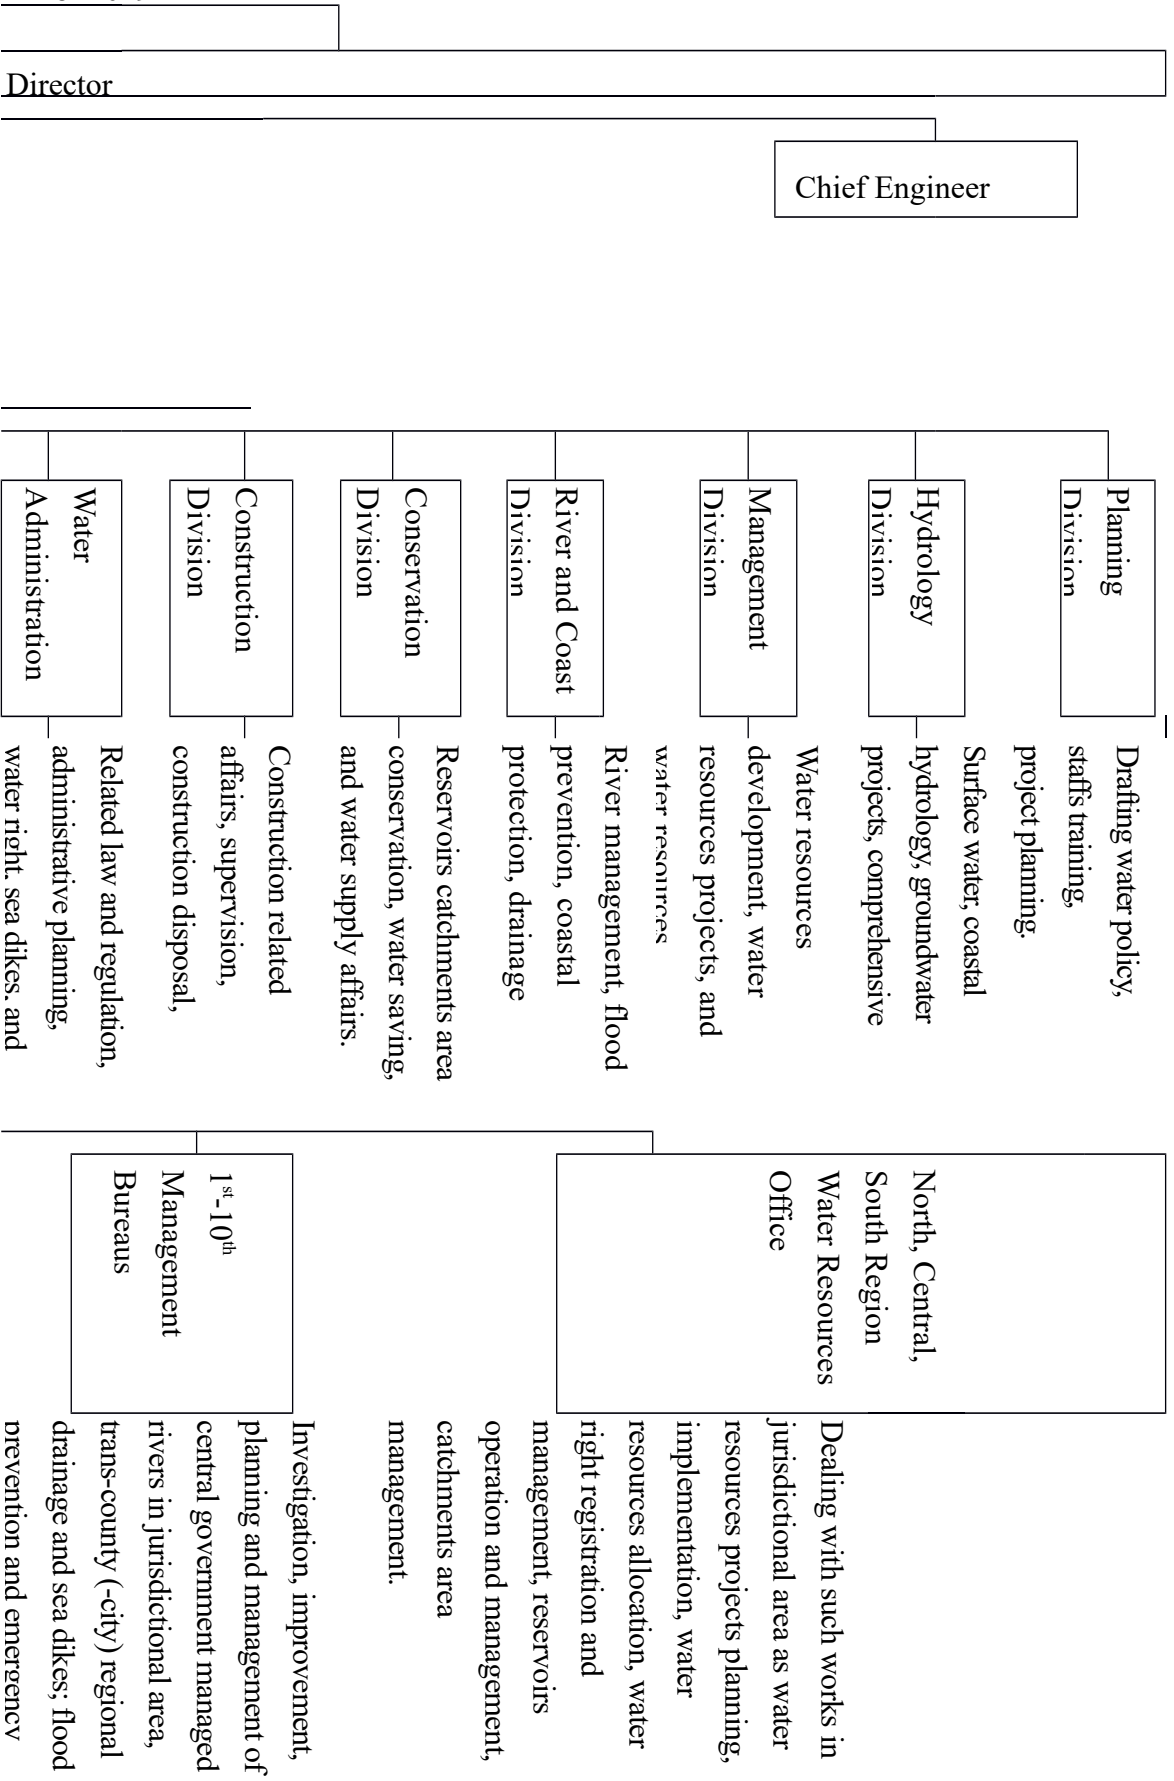 Director
Chief Engineer
Planning
Division
Drafting water policy,
staffs training,
project planning.
Hydrology
Division
Surface water, coastal
hydrology, groundwater
projects, comprehensive
Management
Division
Water resources
development, water
resources projects, and
water resources
River and Coast
Division
River management, flood
prevention, coastal
protection, drainage
Conservation
Division
Reservoirs catchments area
conservation, water saving,
and water supply affairs.
Construction
Division
Construction related
affairs, supervision,
construction disposal,
Water
Administration
Related law and regulation,
administrative planning,
water right, sea dikes, and
North, Central,
South Region
Water Resources
Office
Dealing with such works in
jurisdictional area as water
resources projects planning,
implementation, water
resources allocation, water
right registration and
management, reservoirs
operation and management,
catchments area
management.
1st-10th
Management
Bureaus
Investigation, improvement,
planning and management of
central government managed
rivers in jurisdictional area,
trans-county (-city) regional
drainage and sea dikes; flood
prevention and emergency